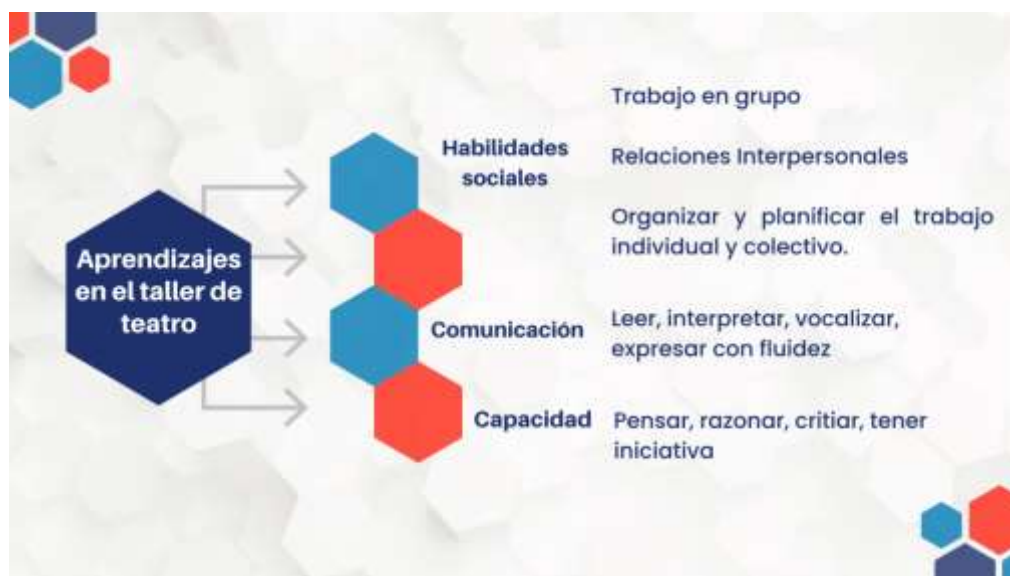 Aprendizajes
en el taller de
teatro
Habilidades
sociales
Trabajo en grupo
Relaciones Interpersonales
Organizar y planificar el trabajo
individual y colectivo.
Comunicación
Leer, interpretar, vocalizar,
expresar con fluidez
Capacidad
Pensar, razonar, critiar, tener
iniciativa